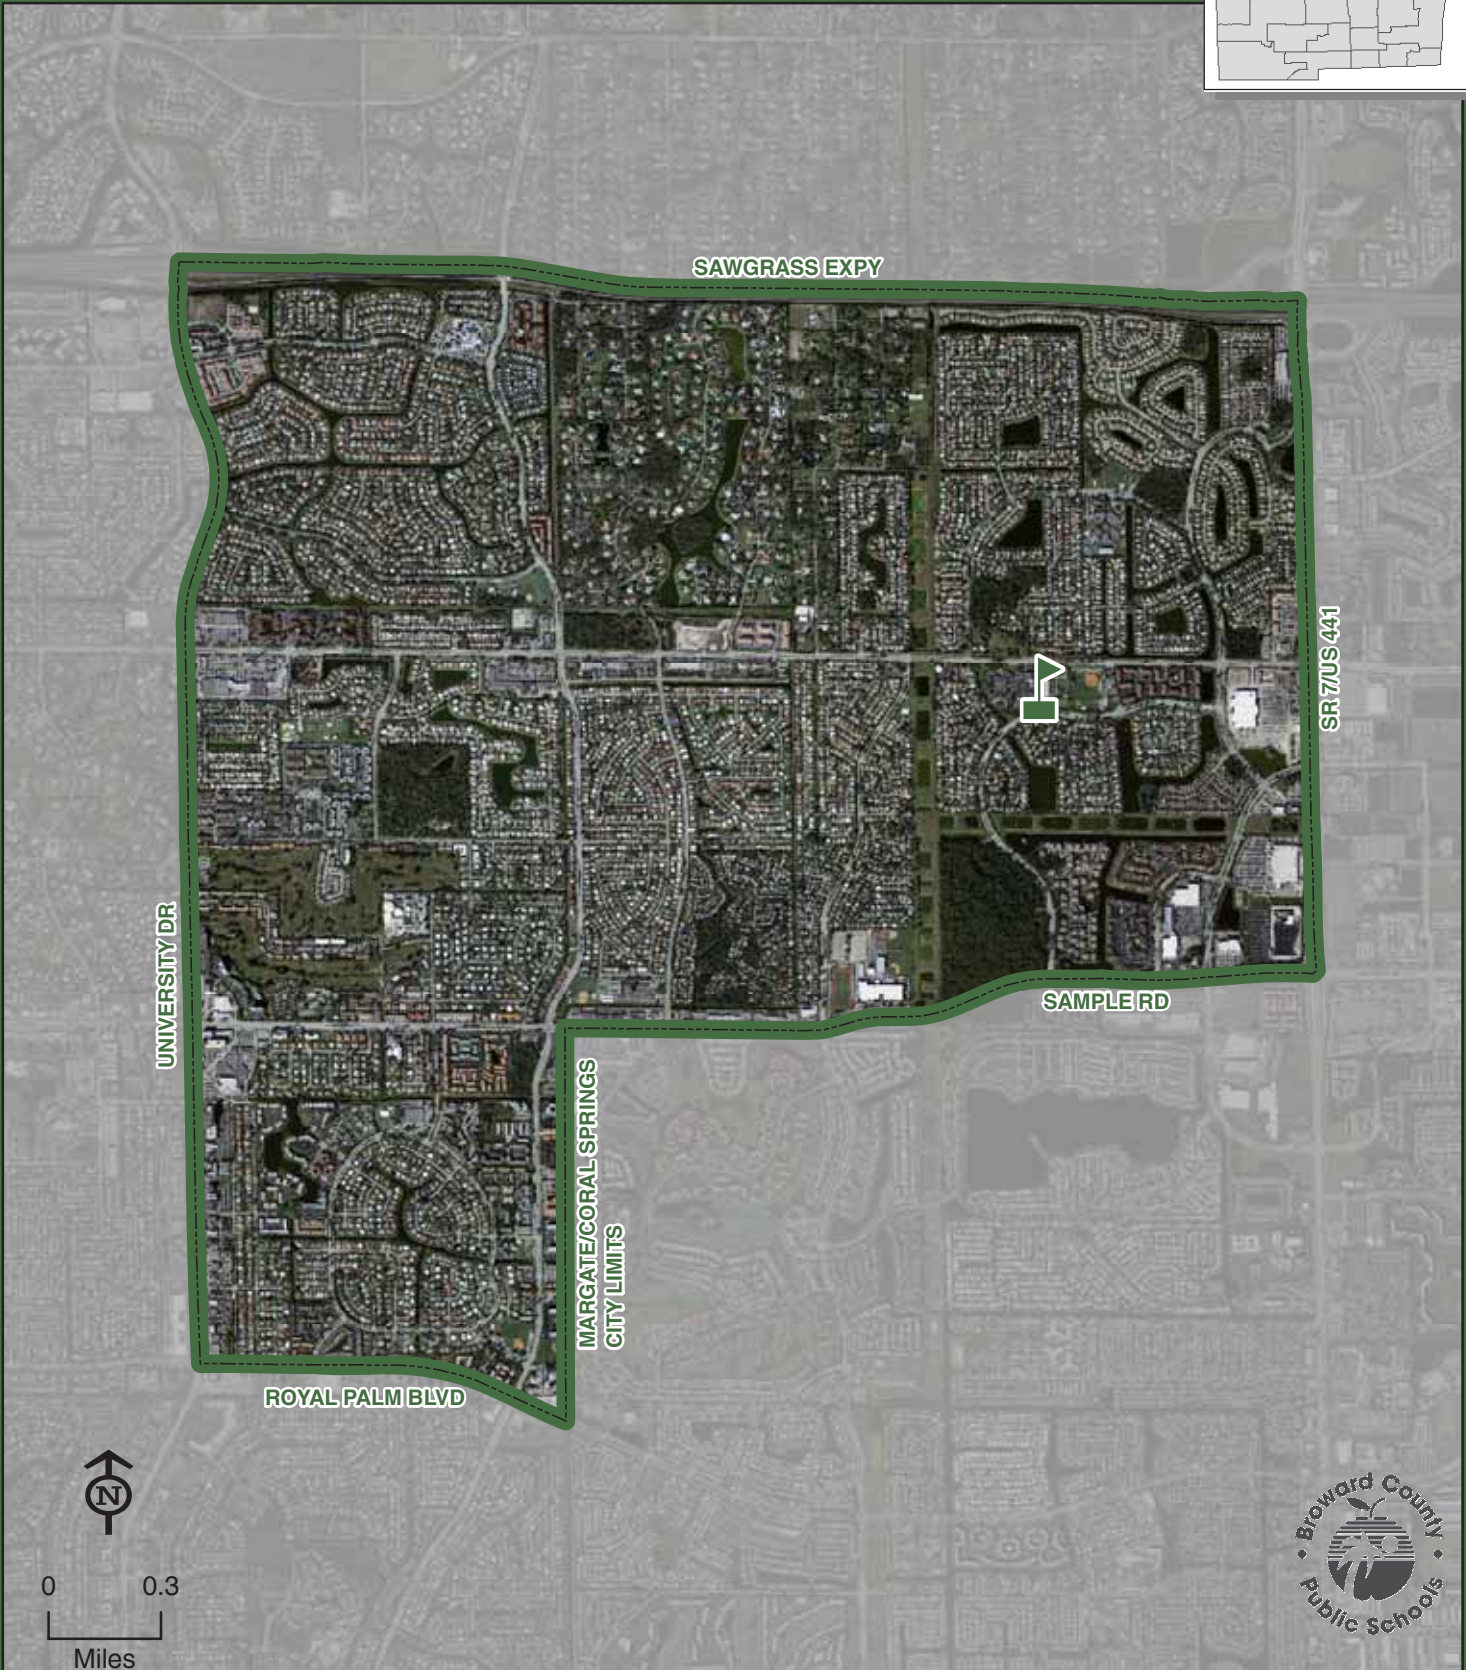 SAWGRASS EXPY
SR 7/US 441
UNIVERSITY DR
SAMPLE RD
MARGATE/CORAL SPRINGS
CITY LIMITS
ROYAL PALM BLVD
N
0 0.3
Miles
Broward County
Public Schools